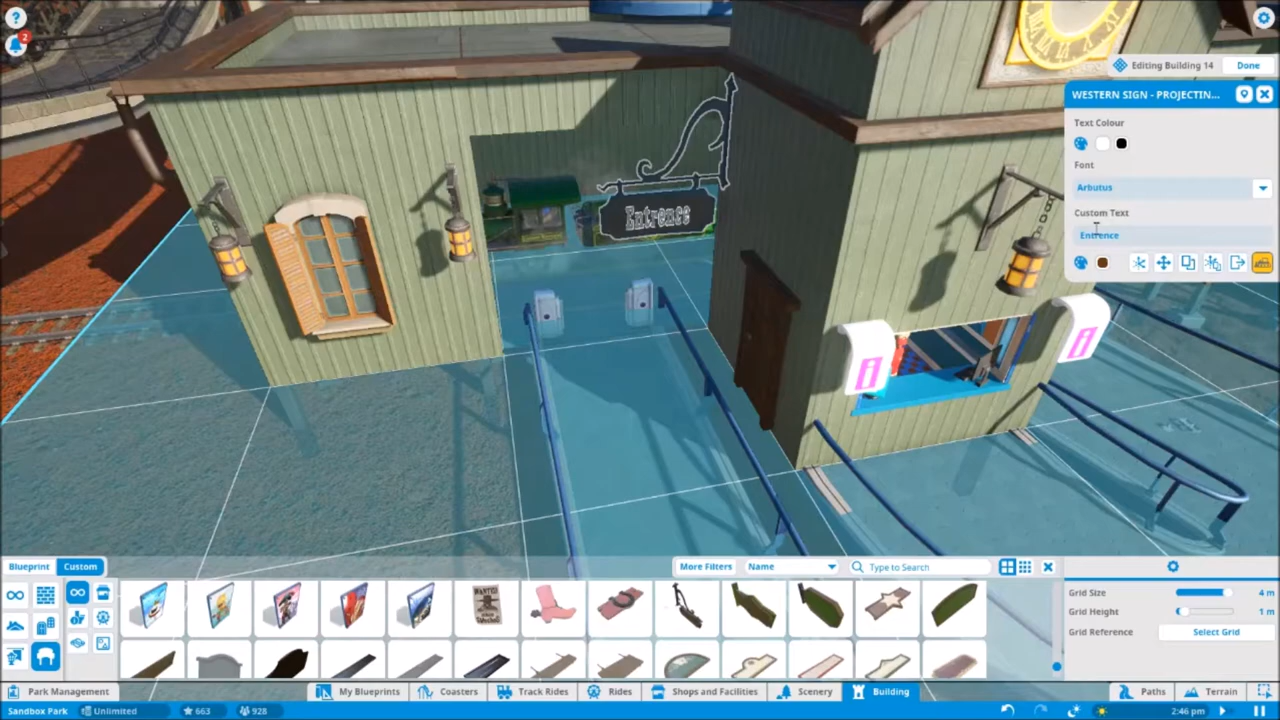 ?
2
Editing Building 14 Done
WESTERN SIGN - PROJECTIN...
Text Colour
Font
Arbutus
Custom Text
Entrence
Entrence
i i
Blueprint Custom
More Filters Name Type to Search
Grid Size 4 m
Grid Height 1 m
Grid Reference Select Grid
WANTED
Park Management My Blueprints Coasters Track Rides Rides Shops and Facilities Scenery Building Paths Terrain
Sandbox Park Unlimited 663 928 2:46 pm